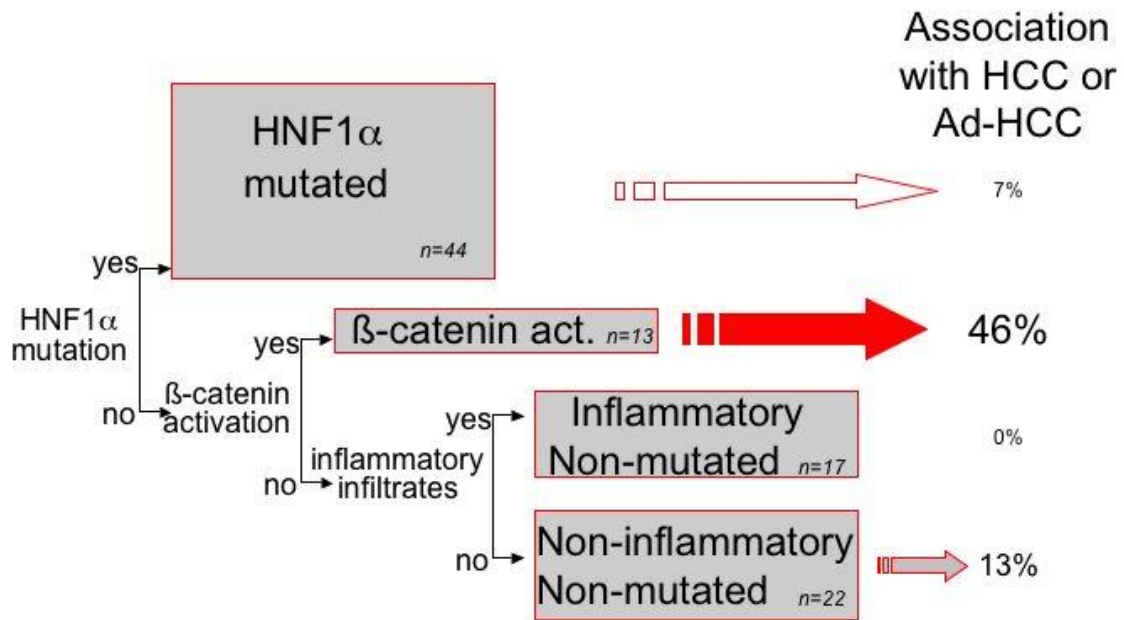 Association
with HCC or
Ad-HCC
HNF1α
mutated
n=44
7%
yes
HNF1α
mutation
no
ß-catenin
activation
yes
ß-catenin act. n=13
46%
no
inflammatory
infiltrates
yes
Inflammatory
Non-mutated n=17
0%
no
Non-inflammatory
Non-mutated n=22
13%